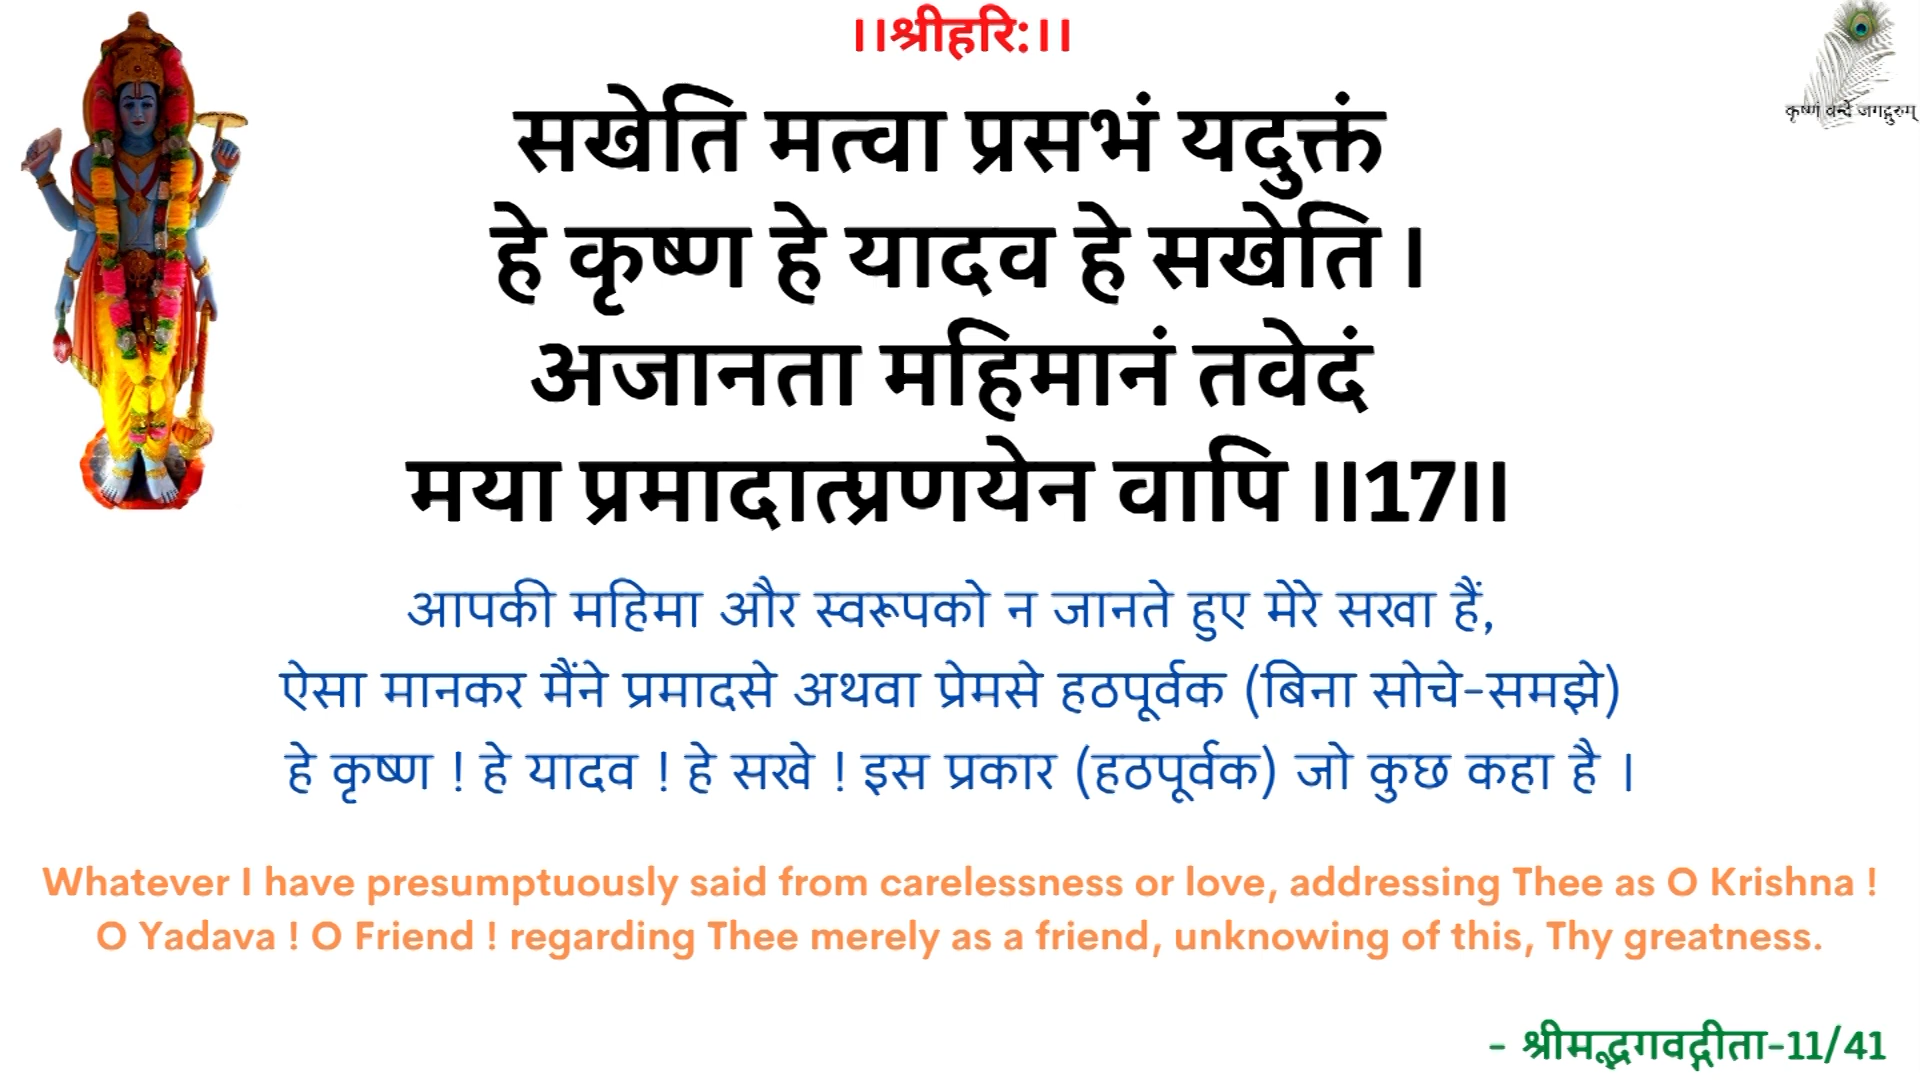 ।।श्रीहरि:।।
कृष्णं वन्दे जगद्गुरुम्
सखेति मत्वा प्रसभं यदुक्तं
हे कृष्ण हे यादव हे सखेति ।
अजानता महिमानं तवेदं
मया प्रमादात्प्रणयेन वापि ।।17।।
आपकी महिमा और स्वरूपको न जानते हुए मेरे सखा हैं,
ऐसा मानकर मैंने प्रमादसे अथवा प्रेमसे हठपूर्वक (बिना सोचे-समझे)
हे कृष्ण ! हे यादव ! हे सखे ! इस प्रकार (हठपूर्वक) जो कुछ कहा है ।
Whatever I have presumptuously said from carelessness or love, addressing Thee as O Krishna !
O Yadava ! O Friend ! regarding Thee merely as a friend, unknowing of this, Thy greatness.
- श्रीमद्भगवद्गीता-11/41